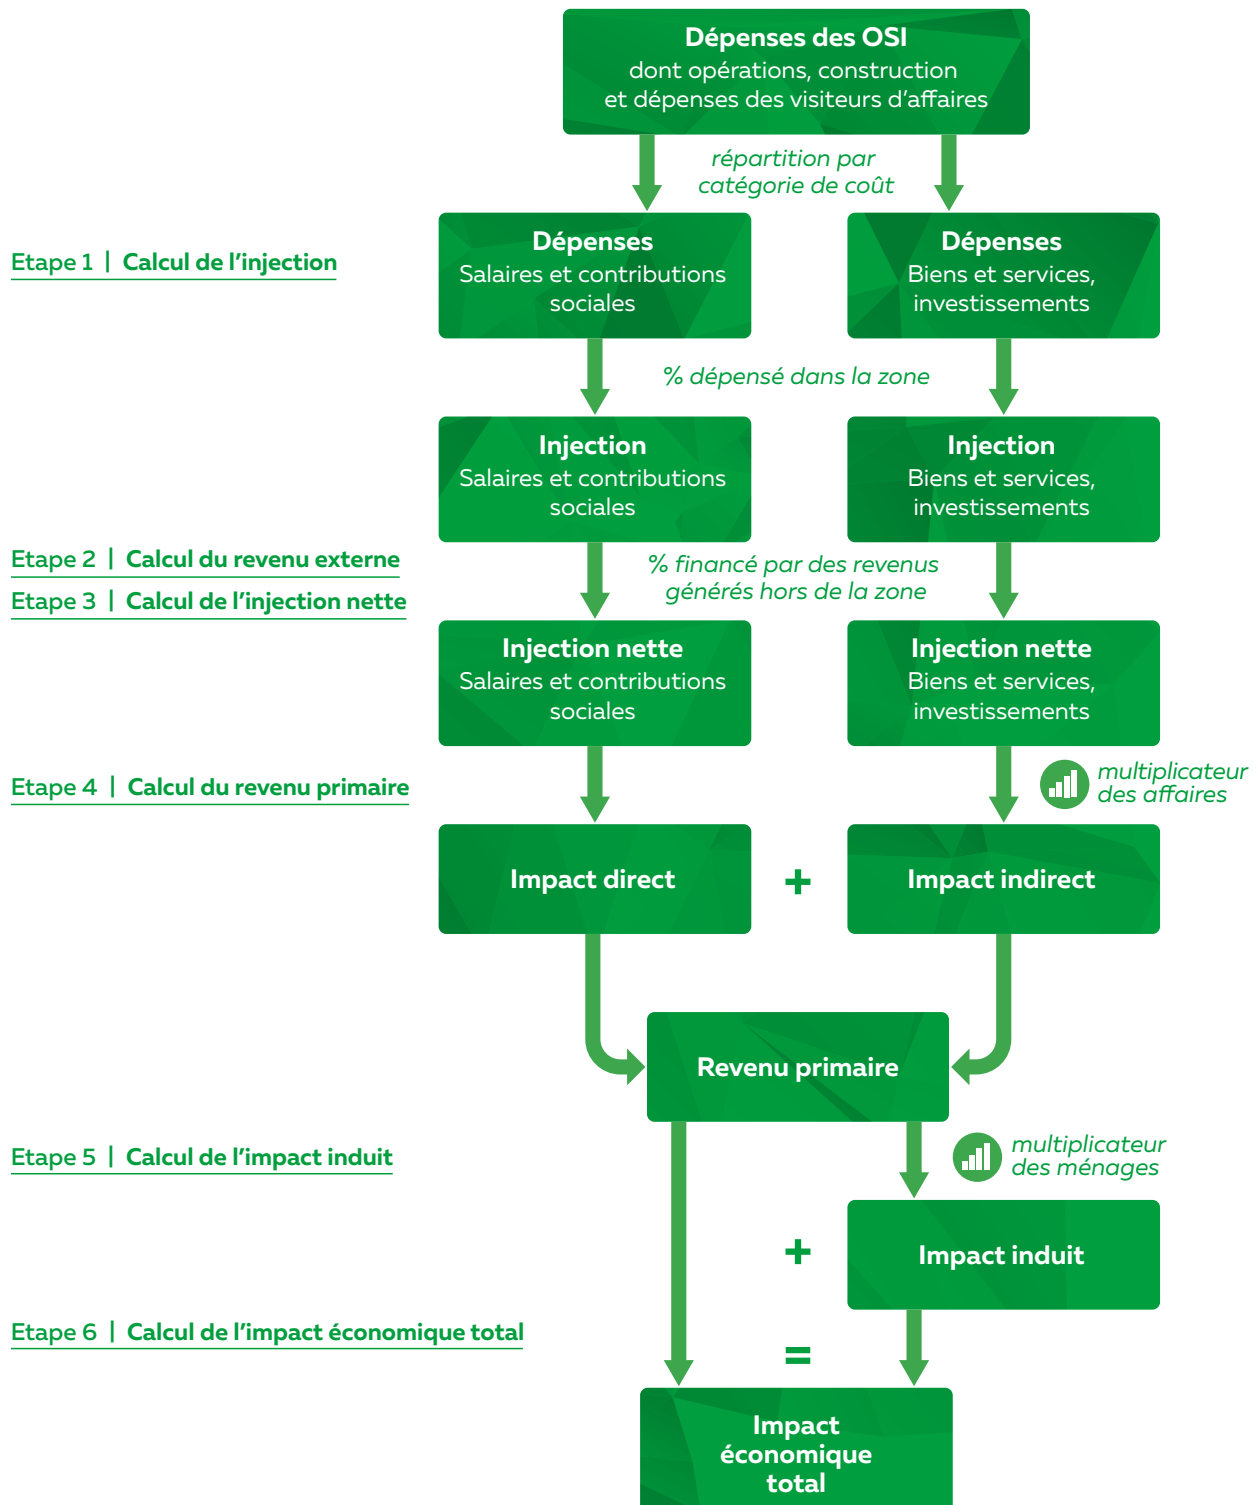 Dépenses des OSI
dont opérations, construction
et dépenses des visiteurs d’affaires
répartition par
catégorie de coût
Etape 1 | Calcul de l’injection
Dépenses
Salaires et contributions
sociales
Dépenses
Biens et services,
investissements
% dépensé dans la zone
Injection
Salaires et contributions
sociales
Injection
Biens et services,
investissements
Etape 2 | Calcul du revenu externe
Etape 3 | Calcul de l’injection nette
% financé par des revenus
générés hors de la zone
Injection nette
Salaires et contributions
sociales
Injection nette
Biens et services,
investissements
Etape 4 | Calcul du revenu primaire
multiplicateur
des affaires
Impact direct
+
Impact indirect
Revenu primaire
Etape 5 | Calcul de l’impact induit
multiplicateur
des ménages
+
Impact induit
Etape 6 | Calcul de l’impact économique total
=
Impact
économique
total